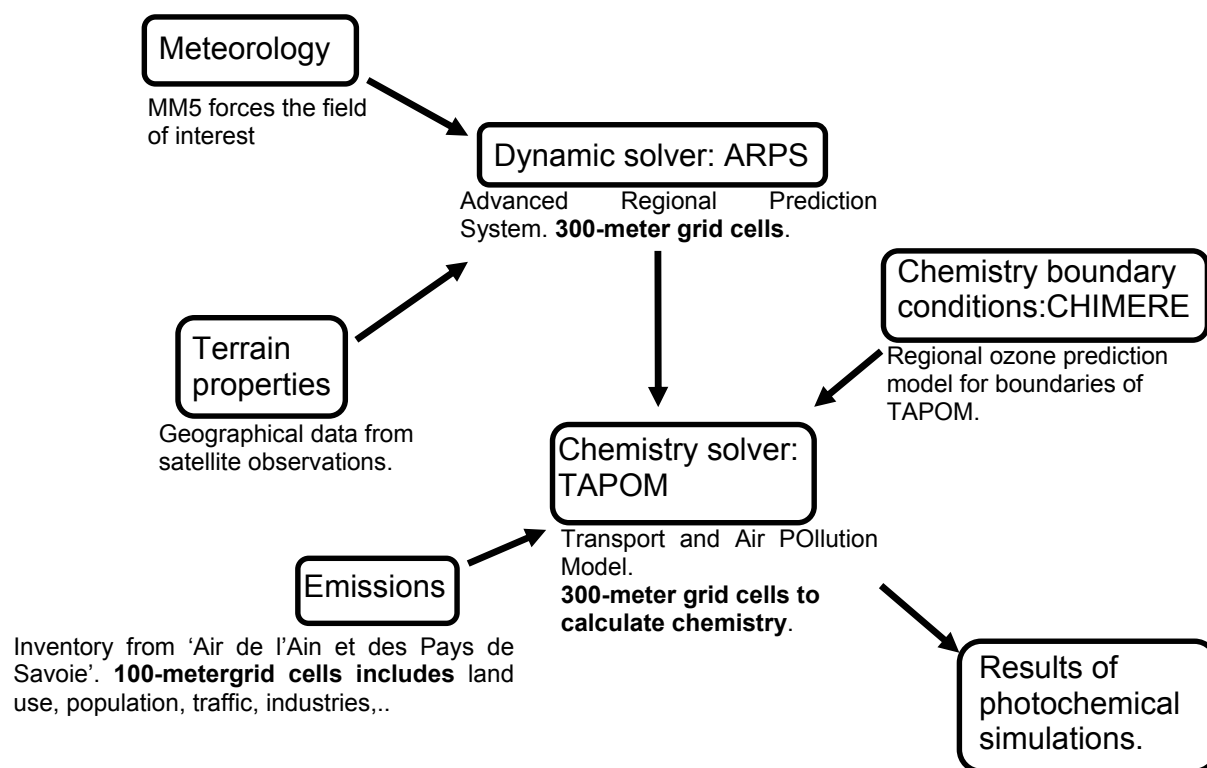 Meteorology
MM5 forces the field
of interest
Dynamic solver: ARPS
Advanced Regional Prediction
System. 300-meter grid cells.
Chemistry boundary
conditions:CHIMERE
Regional ozone prediction
model for boundaries of
TAPOM.
Terrain
properties
Geographical data from
satellite observations.
Chemistry solver:
TAPOM
Transport and Air POllution
Model.
300-meter grid cells to
calculate chemistry.
Emissions
Inventory from ‘Air de l’Ain et des Pays de
Savoie’. 100-metergrid cells includes land
use, population, traffic, industries,..
Results of
photochemical
simulations.